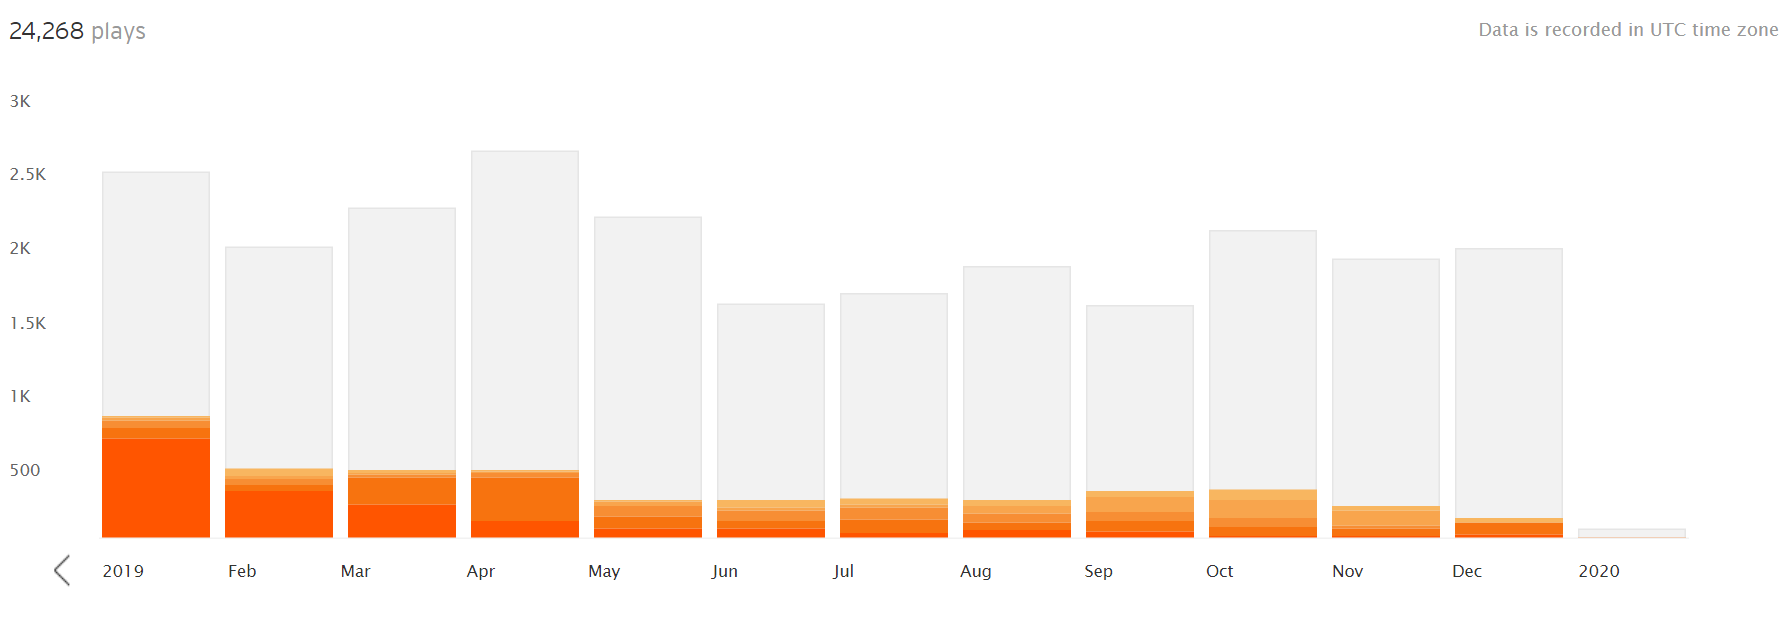 24,268 plays
Data is recorded in UTC time zone
3K
2.5K
2K
1.5K
1K
500
2019 Feb Mar Apr May Jun Jul Aug Sep Oct Nov Dec 2020